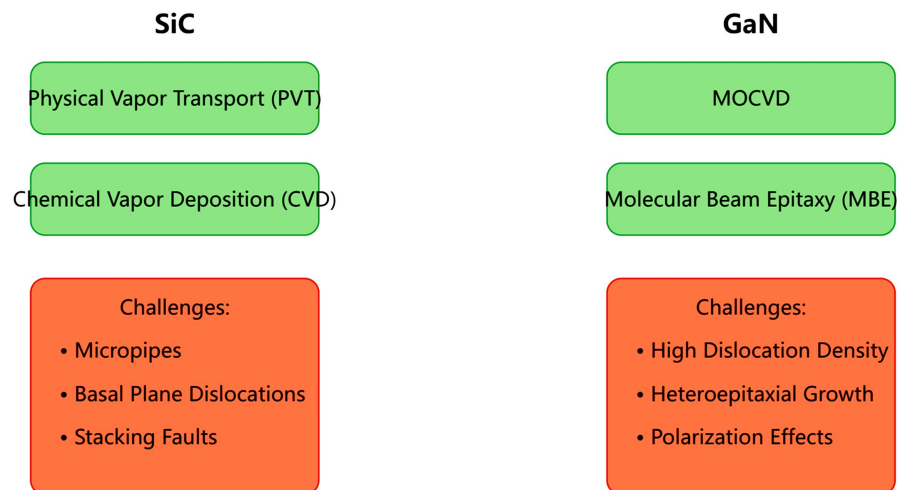 SiC
Physical Vapor Transport (PVT)
Chemical Vapor Deposition (CVD)
Challenges:
• Micropipes
• Basal Plane Dislocations
• Stacking Faults
GaN
MOCVD
Molecular Beam Epitaxy (MBE)
Challenges:
• High Dislocation Density
• Heteroepitaxial Growth
• Polarization Effects